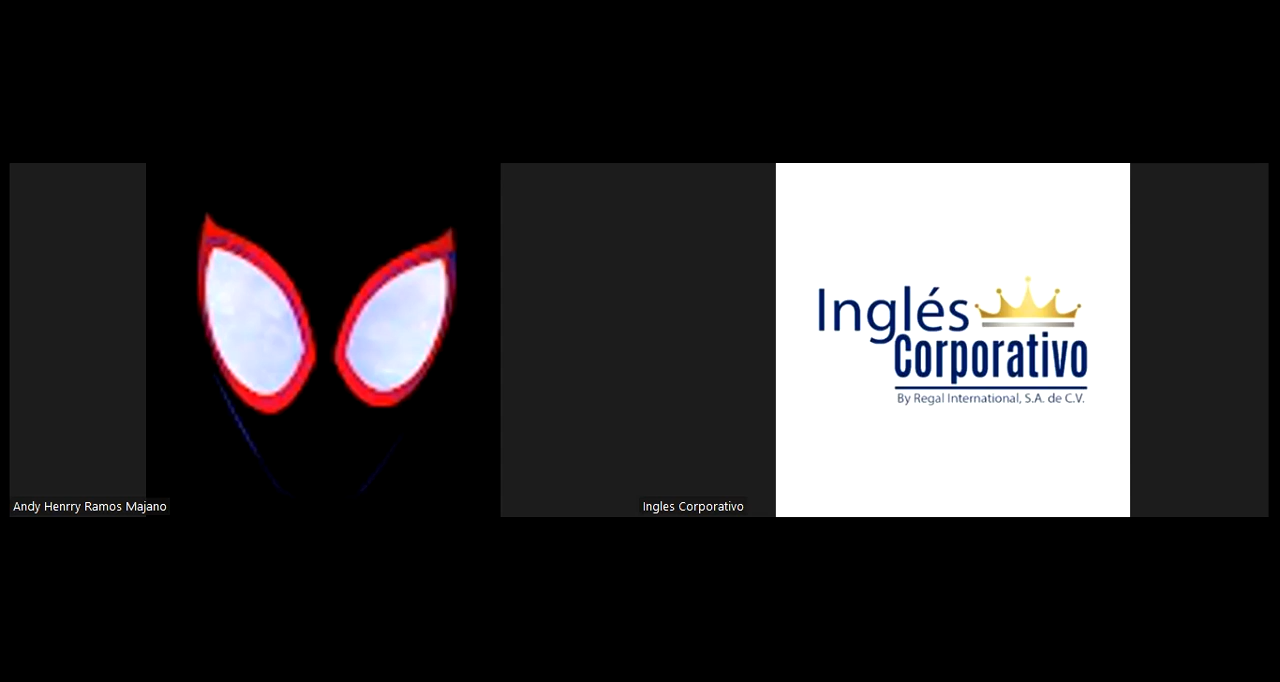 Inglés
Corporativo
By Regal International, S.A. de C.V.
Andy Henrry Ramos Majano
Ingles Corporativo